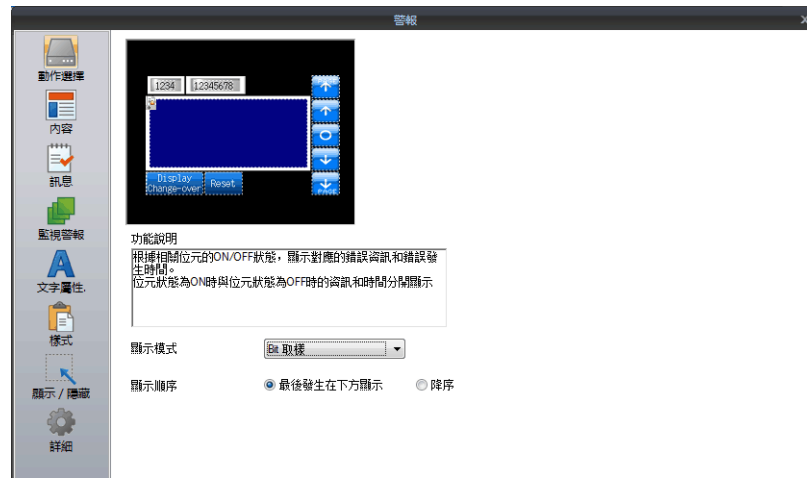 警報
動作選擇
內容
訊息
監視警報
文字屬性.
樣式
顯示 / 隱藏
詳細
1234 12345678
Display
Change-over Reset
PAGE
功能說明
根據相關位元的ON/OFF狀態，顯示對應的錯誤資訊和錯誤發
生時間。
位元狀態為ON時與位元狀態為OFF時的資訊和時間分開顯示
顯示模式 Bit 取樣
顯示順序 最後發生在下方顯示 降序